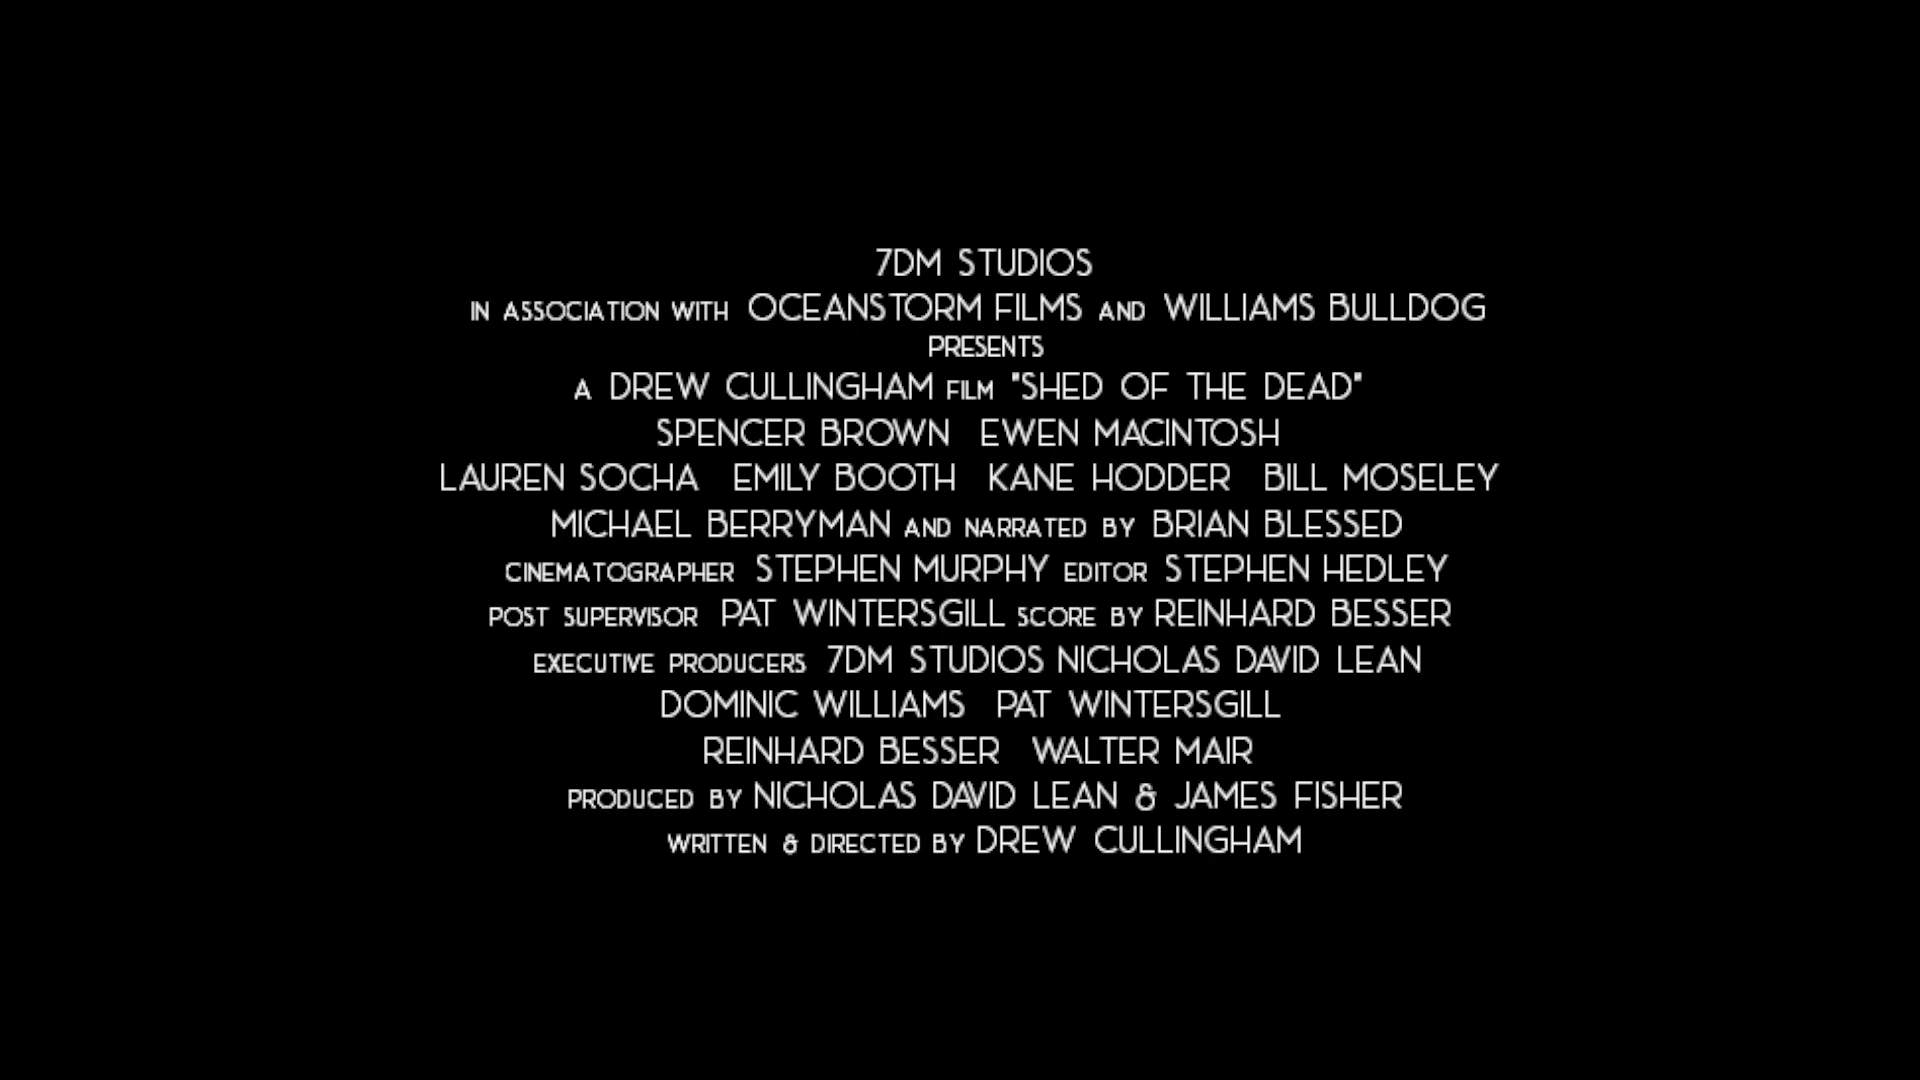 7DM STUDIOS
IN ASSOCIATION WITH OCEANSTORM FILMS AND WILLIAMS BULLDOG
PRESENTS
A DREW CULLINGHAM FILM "SHED OF THE DEAD"
SPENCER BROWN EWEN MACINTOSH
LAUREN SOCHA EMILY BOOTH KANE HODDER BILL MOSELEY
MICHAEL BERRYMAN AND NARRATED BY BRIAN BLESSED
CINEMATOGRAPHER STEPHEN MURPHY EDITOR STEPHEN HEDLEY
POST SUPERVISOR PAT WINTERSGILL SCORE BY REINHARD BESSER
EXECUTIVE PRODUCERS 7DM STUDIOS NICHOLAS DAVID LEAN
DOMINIC WILLIAMS PAT WINTERSGILL
REINHARD BESSER WALTER MAIR
PRODUCED BY NICHOLAS DAVID LEAN & JAMES FISHER
WRITTEN & DIRECTED BY DREW CULLINGHAM